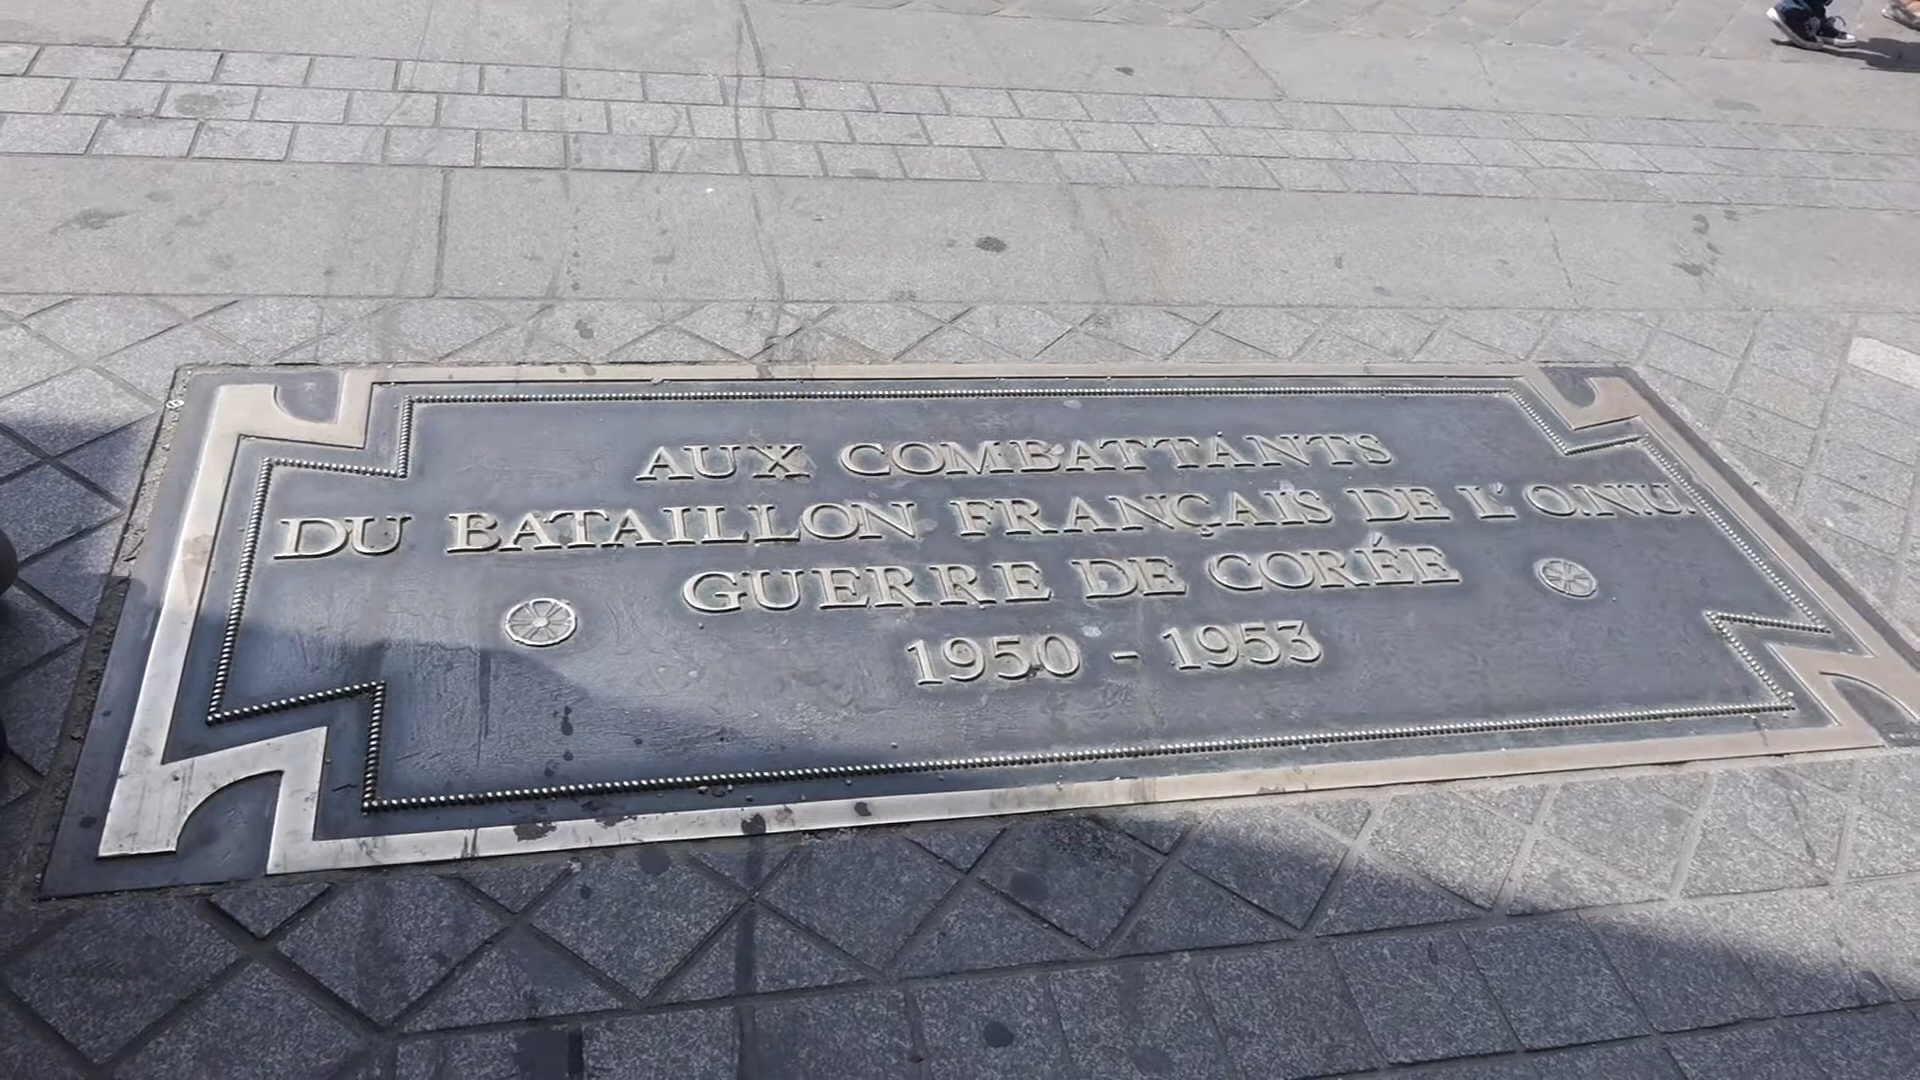 AUX COMBATTANTS
DU BATAILLON FRANÇAIS DE L' O.N.U.
GUERRE DE CORÉE
1950 - 1953